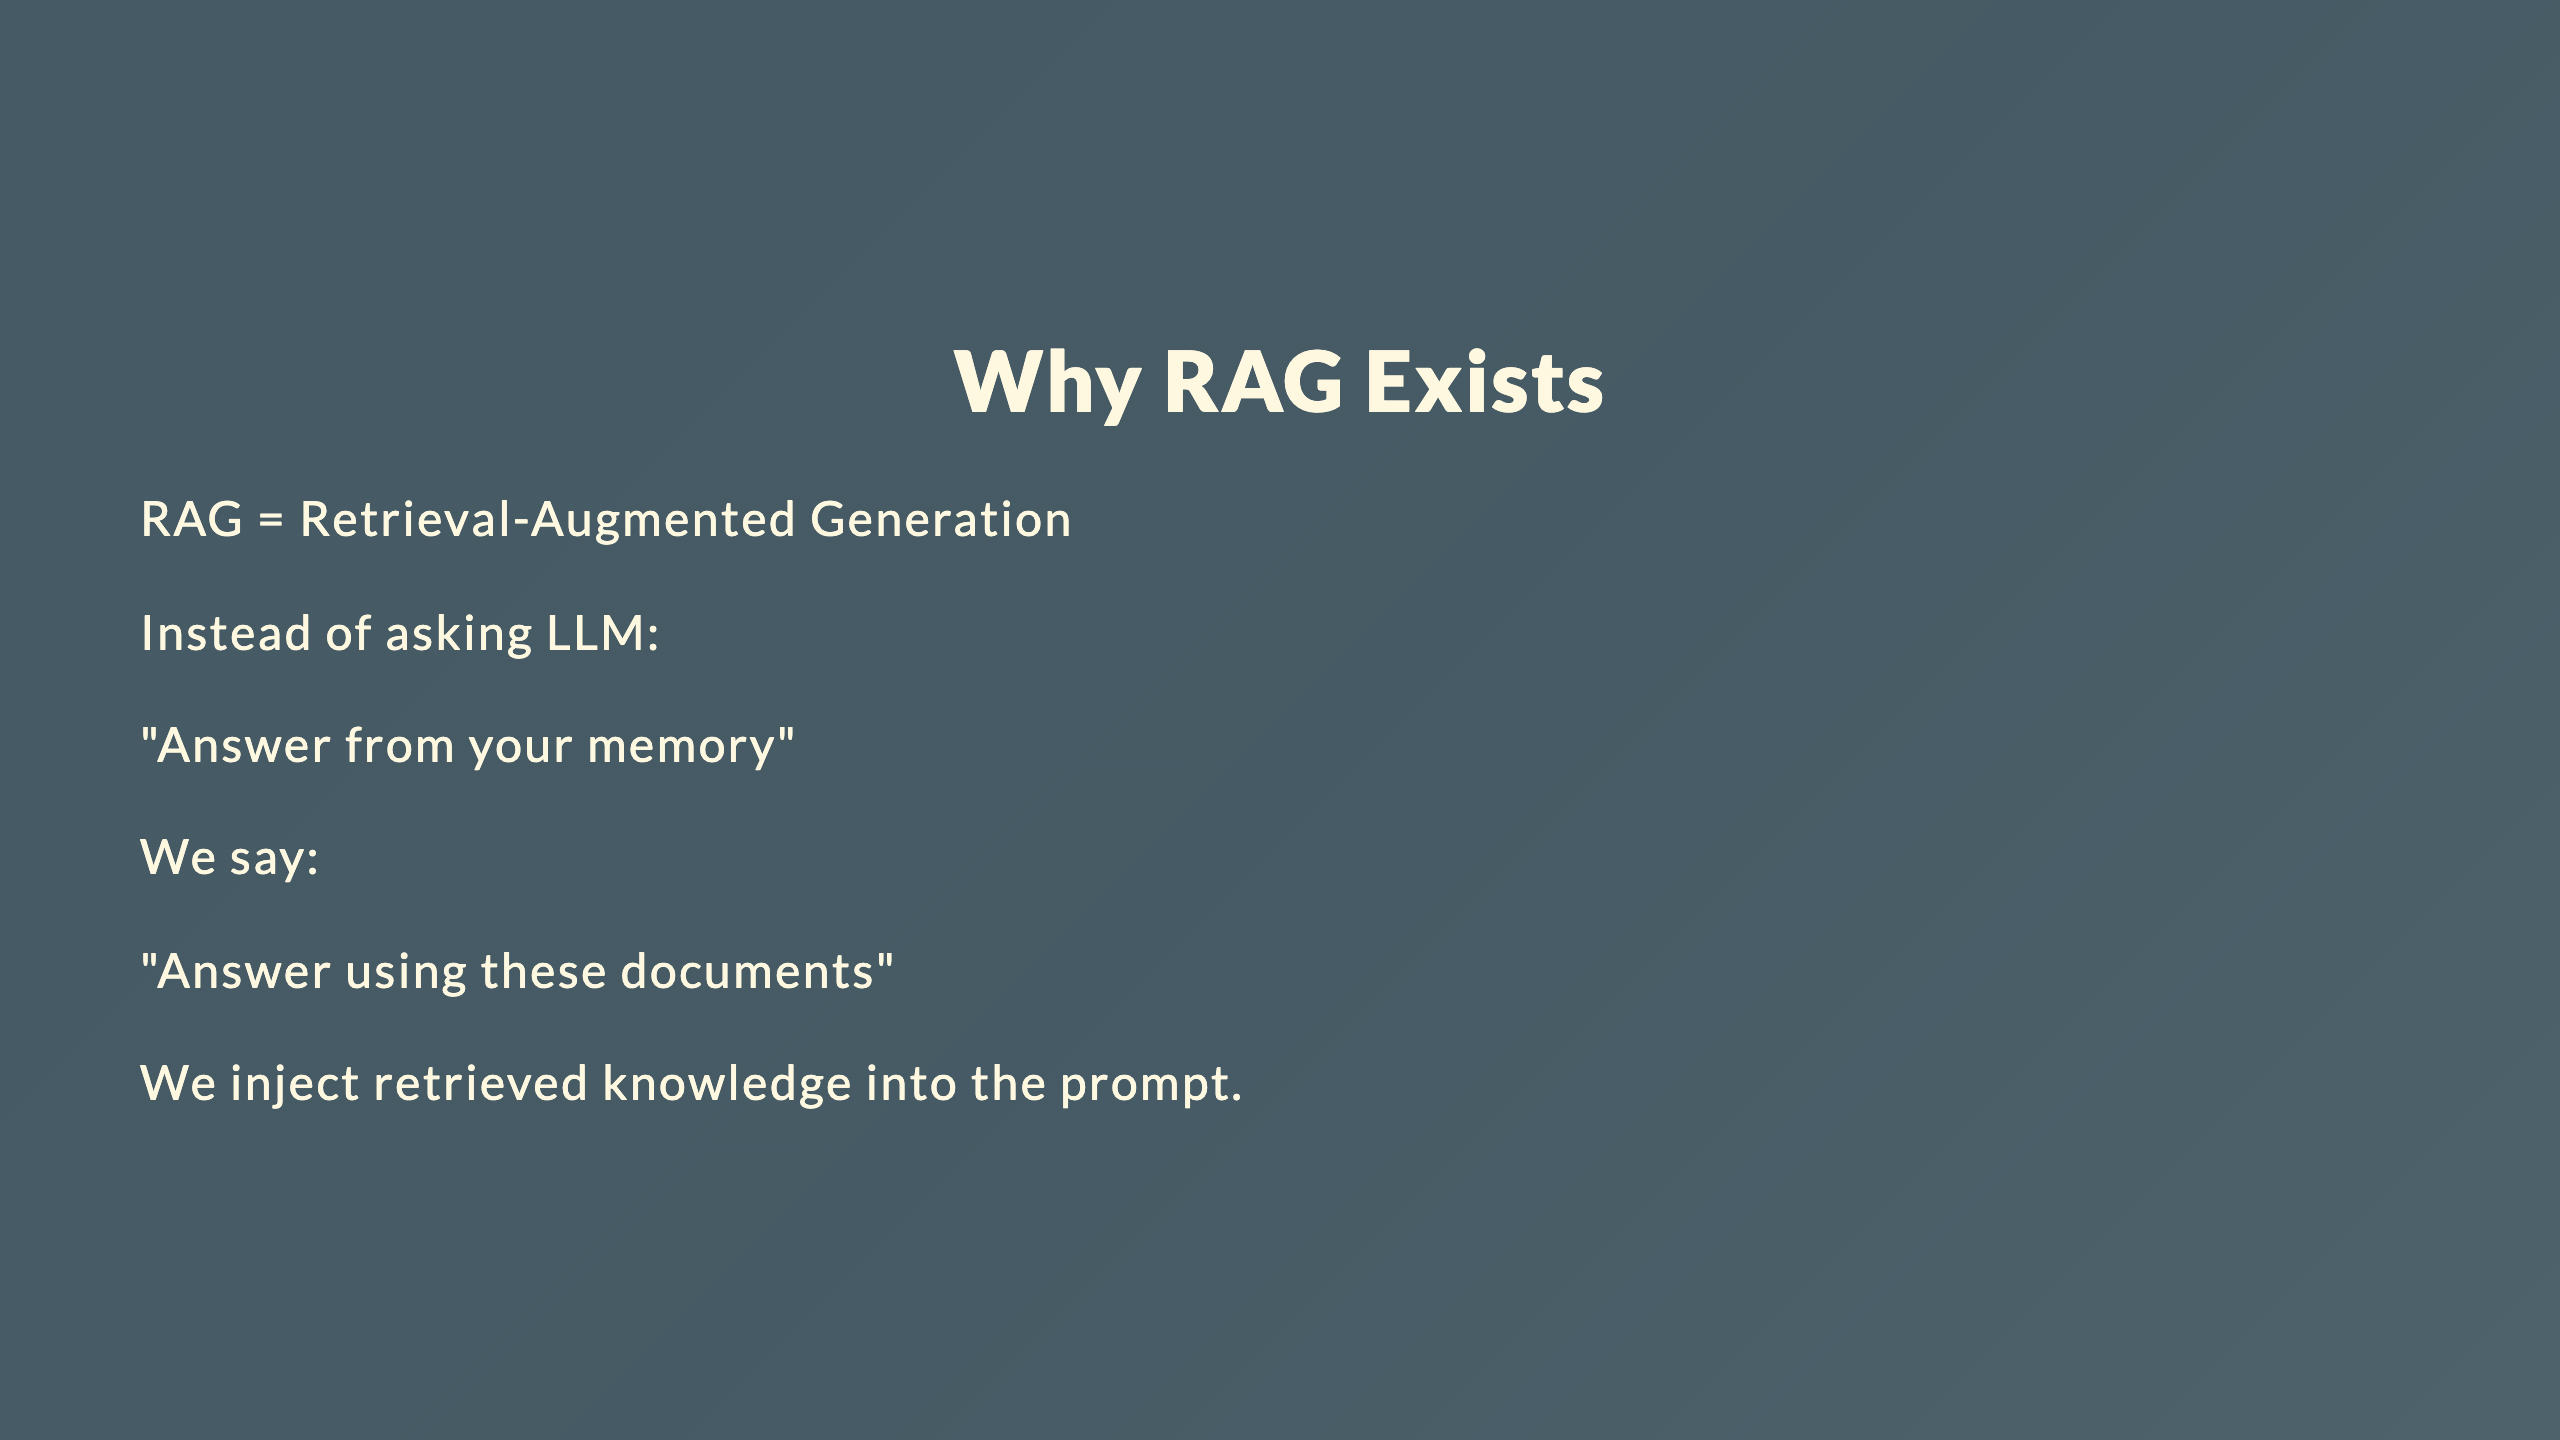 Why RAG Exists
RAG = Retrieval-Augmented Generation
Instead of asking LLM:
"Answer from your memory"
We say:
"Answer using these documents"
We inject retrieved knowledge into the prompt.